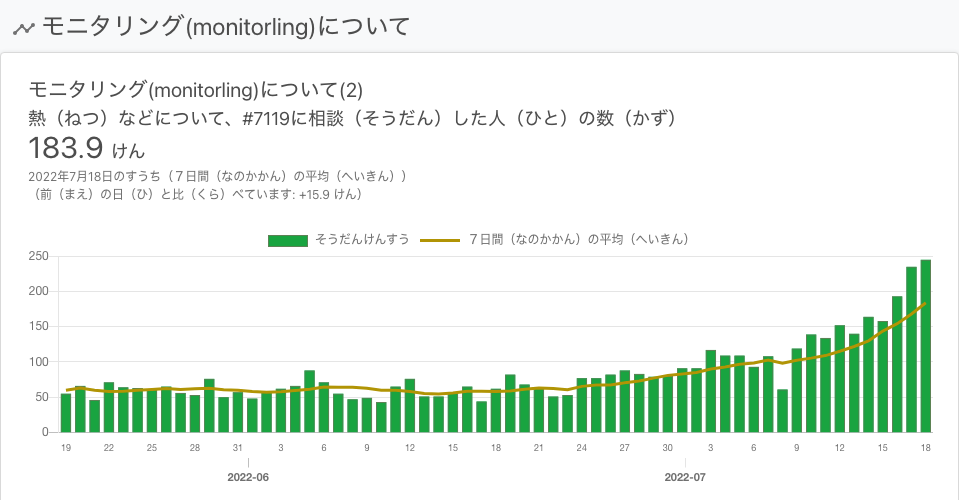 モニタリング(monitorling)について
モニタリング(monitorling)について(2)
熱（ねつ）などについて、#7119に相談（そうだん）した人（ひと）の数（かず）
183.9 けん
2022年7月18日のすうち（７日間（なのかかん）の平均（へいきん））
（前（まえ）の日（ひ）と比（くら）べています: +15.9 けん）
そうだんけんすう ７日間（なのかかん）の平均（へいきん）
250
200
150
100
50
0
19 22 25 28 31 3 6 9 12 15 18 21 24 27 30 3 6 9 12 15 18
2022-06 2022-07